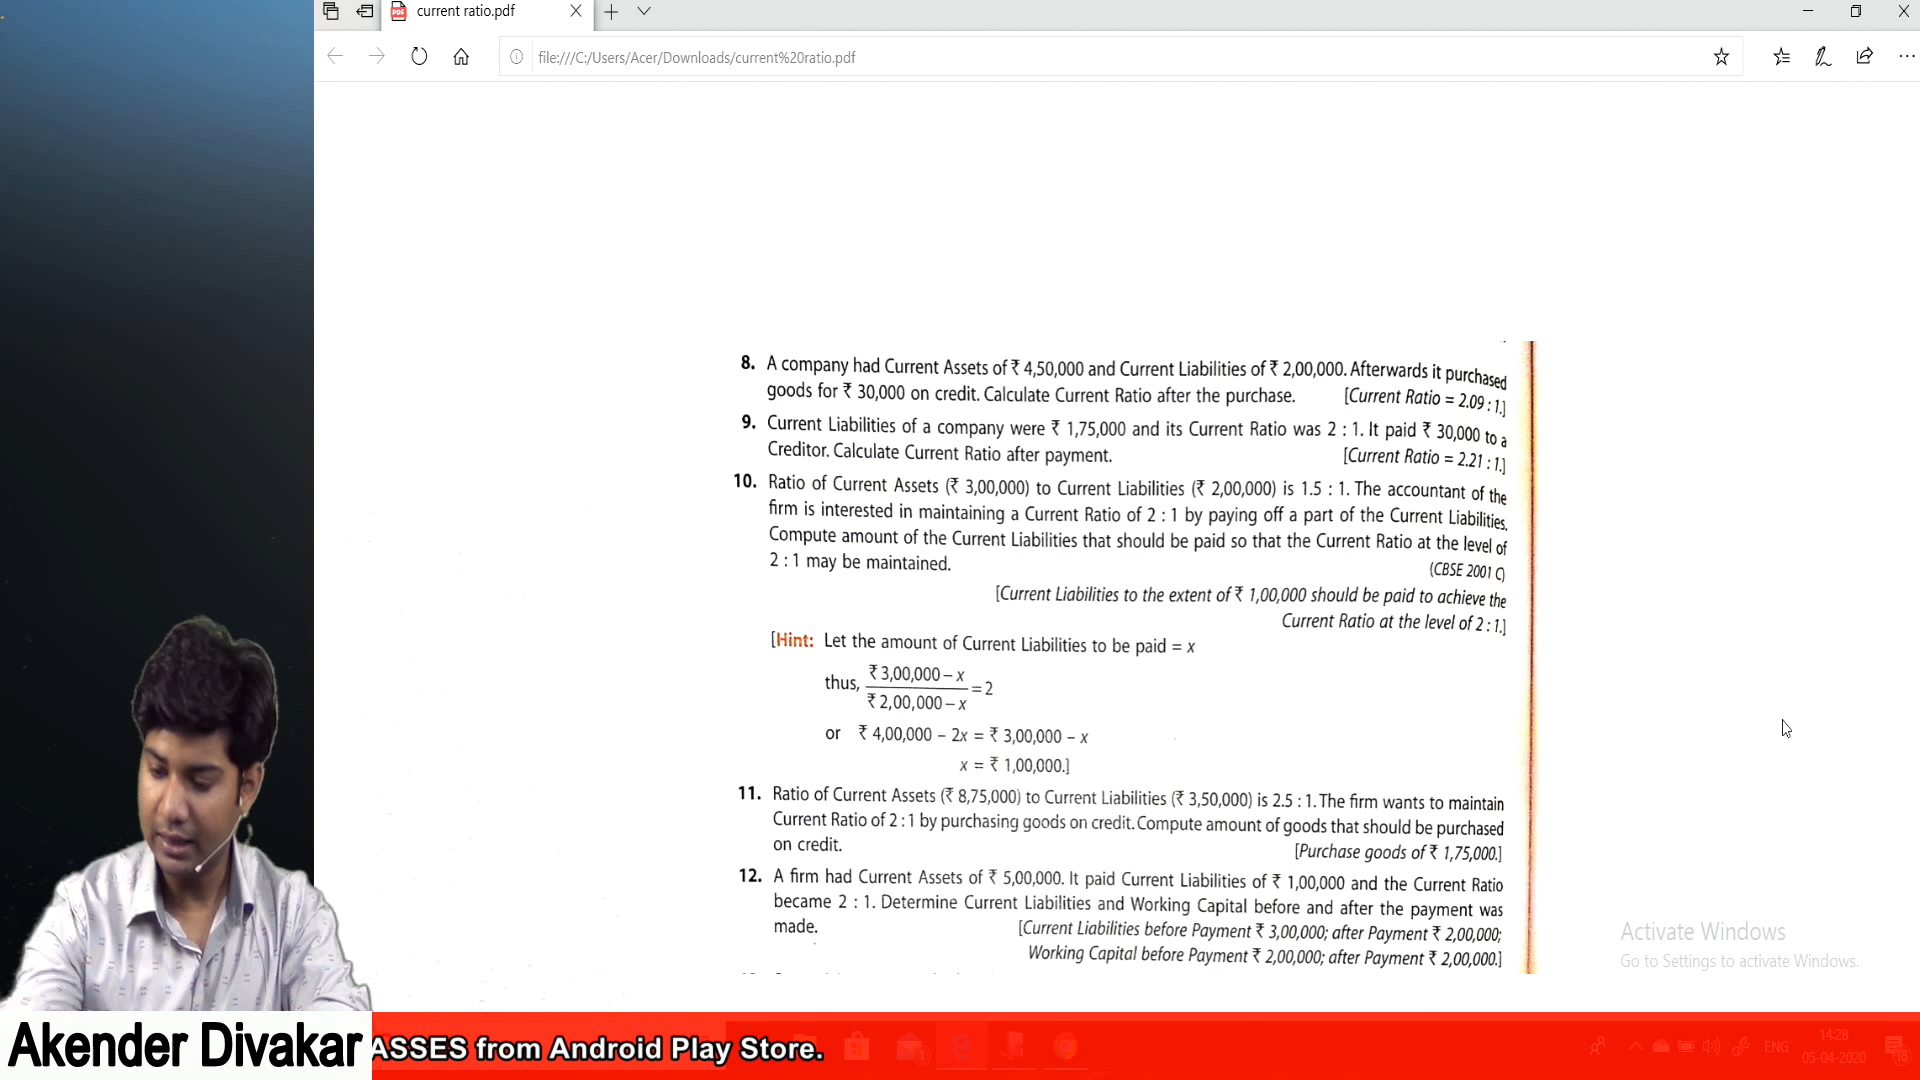 current ratio.pdf
file:///C:/Users/Acer/Downloads/current%20ratio.pdf
8. A company had Current Assets of ₹ 4,50,000 and Current Liabilities of ₹ 2,00,000. Afterwards it purchased
goods for ₹ 30,000 on credit. Calculate Current Ratio after the purchase. [Current Ratio = 2.09 : 1.]
9. Current Liabilities of a company were ₹ 1,75,000 and its Current Ratio was 2 : 1. It paid ₹ 30,000 to a
Creditor. Calculate Current Ratio after payment. [Current Ratio = 2.21 : 1.]
10. Ratio of Current Assets (₹ 3,00,000) to Current Liabilities (₹ 2,00,000) is 1.5 : 1. The accountant of the
firm is interested in maintaining a Current Ratio of 2 : 1 by paying off a part of the Current Liabilities.
Compute amount of the Current Liabilities that should be paid so that the Current Ratio at the level of
2 : 1 may be maintained. (CBSE 2001 C)
[Current Liabilities to the extent of ₹ 1,00,000 should be paid to achieve the
Current Ratio at the level of 2 : 1.]
[Hint: Let the amount of Current Liabilities to be paid = x
thus, ₹ 3,00,000 – x
₹ 2,00,000 – x = 2
or ₹ 4,00,000 – 2x = ₹ 3,00,000 – x
x = ₹ 1,00,000.]
11. Ratio of Current Assets (₹ 8,75,000) to Current Liabilities (₹ 3,50,000) is 2.5 : 1. The firm wants to maintain
Current Ratio of 2 : 1 by purchasing goods on credit. Compute amount of goods that should be purchased
on credit. [Purchase goods of ₹ 1,75,000.]
12. A firm had Current Assets of ₹ 5,00,000. It paid Current Liabilities of ₹ 1,00,000 and the Current Ratio
became 2 : 1. Determine Current Liabilities and Working Capital before and after the payment was
made. [Current Liabilities before Payment ₹ 3,00,000; after Payment ₹ 2,00,000;
Working Capital before Payment ₹ 2,00,000; after Payment ₹ 2,00,000.]
Activate Windows
Go to Settings to activate Windows.
Akender Divakar
ASSES from Android Play Store.
ENG
14:28
05-04-2020
18